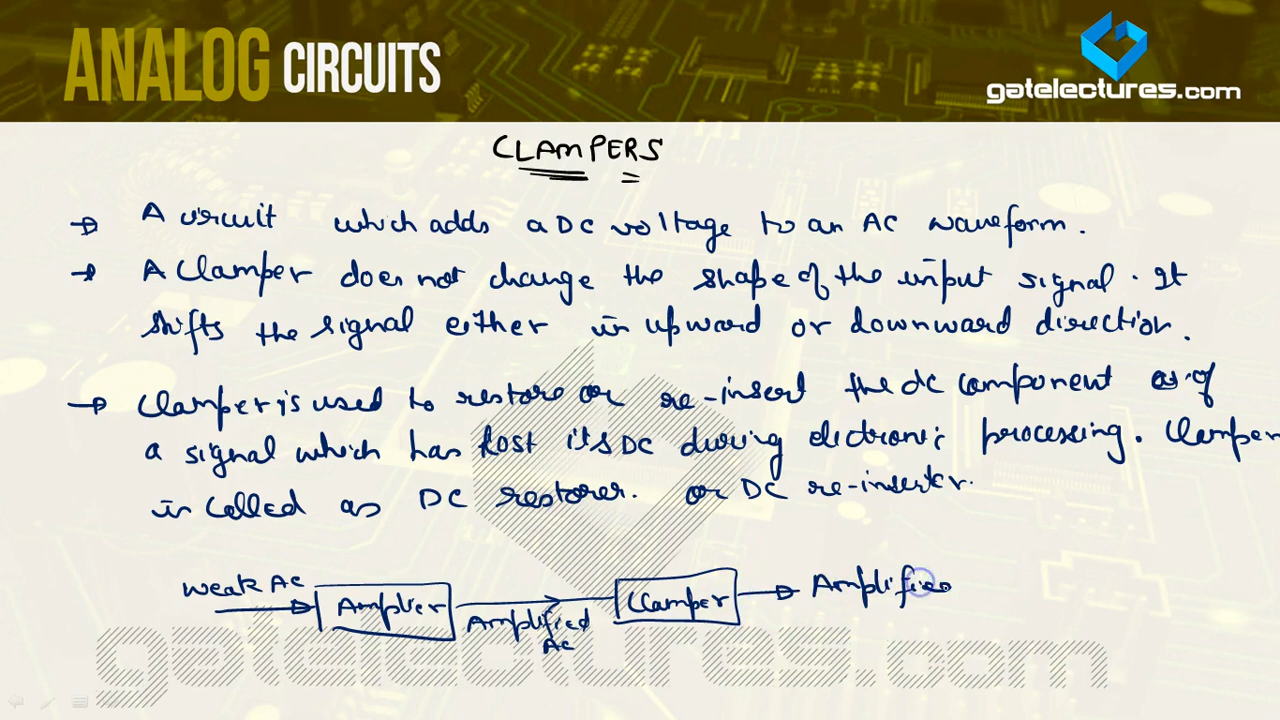 ANALOG CIRCUITS
gatelectures.com
CLAMPERS
→ A circuit which adds a DC voltage to an AC waveform.
→ A Clamper does not change the shape of the input signal. It
shifts the signal either in upward or downward direction.
→ Clamper is used to restore or re-insert the dc component of
a signal which has lost its DC during electronic processing. Clamper
is called as DC restorer. or DC re-inserter.
Weak AC
Amplier
Amplified
AC
Clamper
Amplified
gatelectures.com